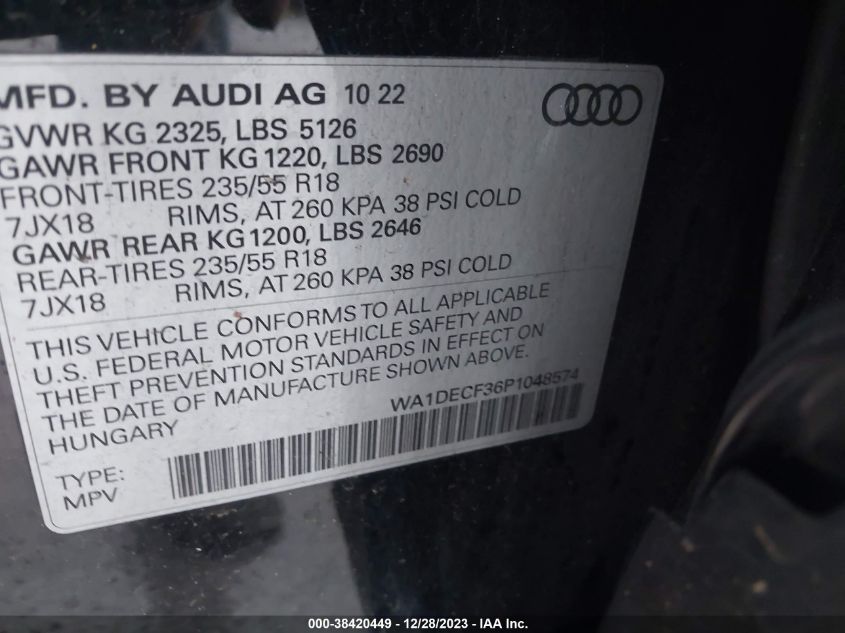 MFD. BY AUDI AG 10 22
GVWR KG 2325, LBS 5126
GAWR FRONT KG 1220, LBS 2690
FRONT-TIRES 235/55 R18
7JX18 RIMS, AT 260 KPA 38 PSI COLD
GAWR REAR KG 1200, LBS 2646
REAR-TIRES 235/55 R18
7JX18 RIMS, AT 260 KPA 38 PSI COLD
THIS VEHICLE CONFORMS TO ALL APPLICABLE
U.S. FEDERAL MOTOR VEHICLE SAFETY AND
THEFT PREVENTION STANDARDS IN EFFECT ON
THE DATE OF MANUFACTURE SHOWN ABOVE.
HUNGARY
WA1DECF36P1048574
TYPE:
MPV
000-38420449 - 12/28/2023 - IAA Inc.